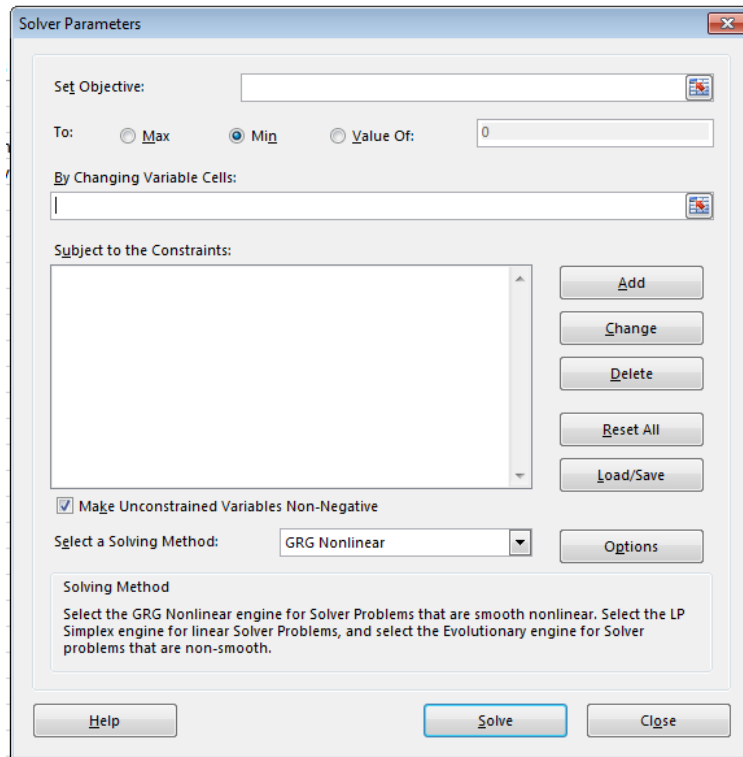 Solver Parameters
Set Objective:
To:
Max
Min
Value Of:
0
By Changing Variable Cells:
Subject to the Constraints:
Add
Change
Delete
Reset All
Load/Save
Make Unconstrained Variables Non-Negative
Select a Solving Method:
GRG Nonlinear
Options
Solving Method
Select the GRG Nonlinear engine for Solver Problems that are smooth nonlinear. Select the LP
Simplex engine for linear Solver Problems, and select the Evolutionary engine for Solver
problems that are non-smooth.
Help
Solve
Close